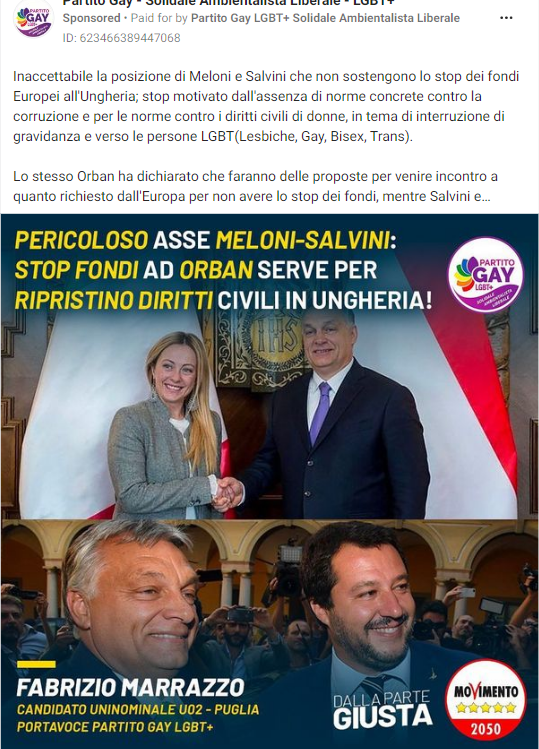 Partito Gay - Solidale Ambientalista Liberale - LGBT+
Sponsored • Paid for by Partito Gay LGBT+ Solidale Ambientalista Liberale
ID: 623466389447068
Inaccettabile la posizione di Meloni e Salvini che non sostengono lo stop dei fondi
Europei all'Ungheria; stop motivato dall'assenza di norme concrete contro la
corruzione e per le norme contro i diritti civili di donne, in tema di interruzione di
gravidanza e verso le persone LGBT(Lesbiche, Gay, Bisex, Trans).
Lo stesso Orban ha dichiarato che faranno delle proposte per venire incontro a
quanto richiesto dall'Europa per non avere lo stop dei fondi, mentre Salvini e...
PERICOLOSO ASSE MELONI-SALVINI:
STOP FONDI AD ORBAN SERVE PER
RIPRISTINO DIRITTI CIVILI IN UNGHERIA!
PARTITO
GAY
LGBT+
SOLIDALE
AMBIENTALISTA
LIBERALE
FABRIZIO MARRAZZO
CANDIDATO UNINOMINALE U02 - PUGLIA
PORTAVOCE PARTITO GAY LGBT+
DALLA PARTE
GIUSTA
MOVIMENTO
2050